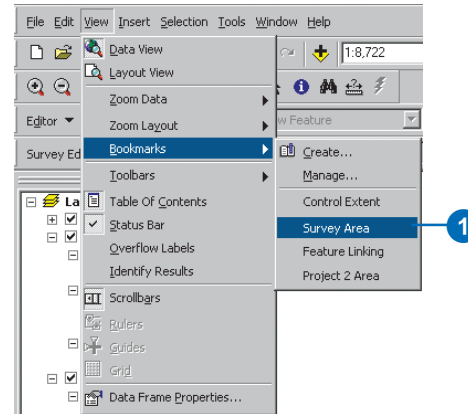 File Edit View Insert Selection Tools Window Help
Data View
1:8,722
Layout View
Zoom Data
Editor
Zoom Layout
w Feature
Survey Ed
Bookmarks
Create...
Toolbars
Manage...
La
Table Of Contents
Control Extent
Status Bar
Survey Area
1
Overflow Labels
Feature Linking
Identify Results
Project 2 Area
Scrollbars
Rulers
Guides
Grid
Data Frame Properties...